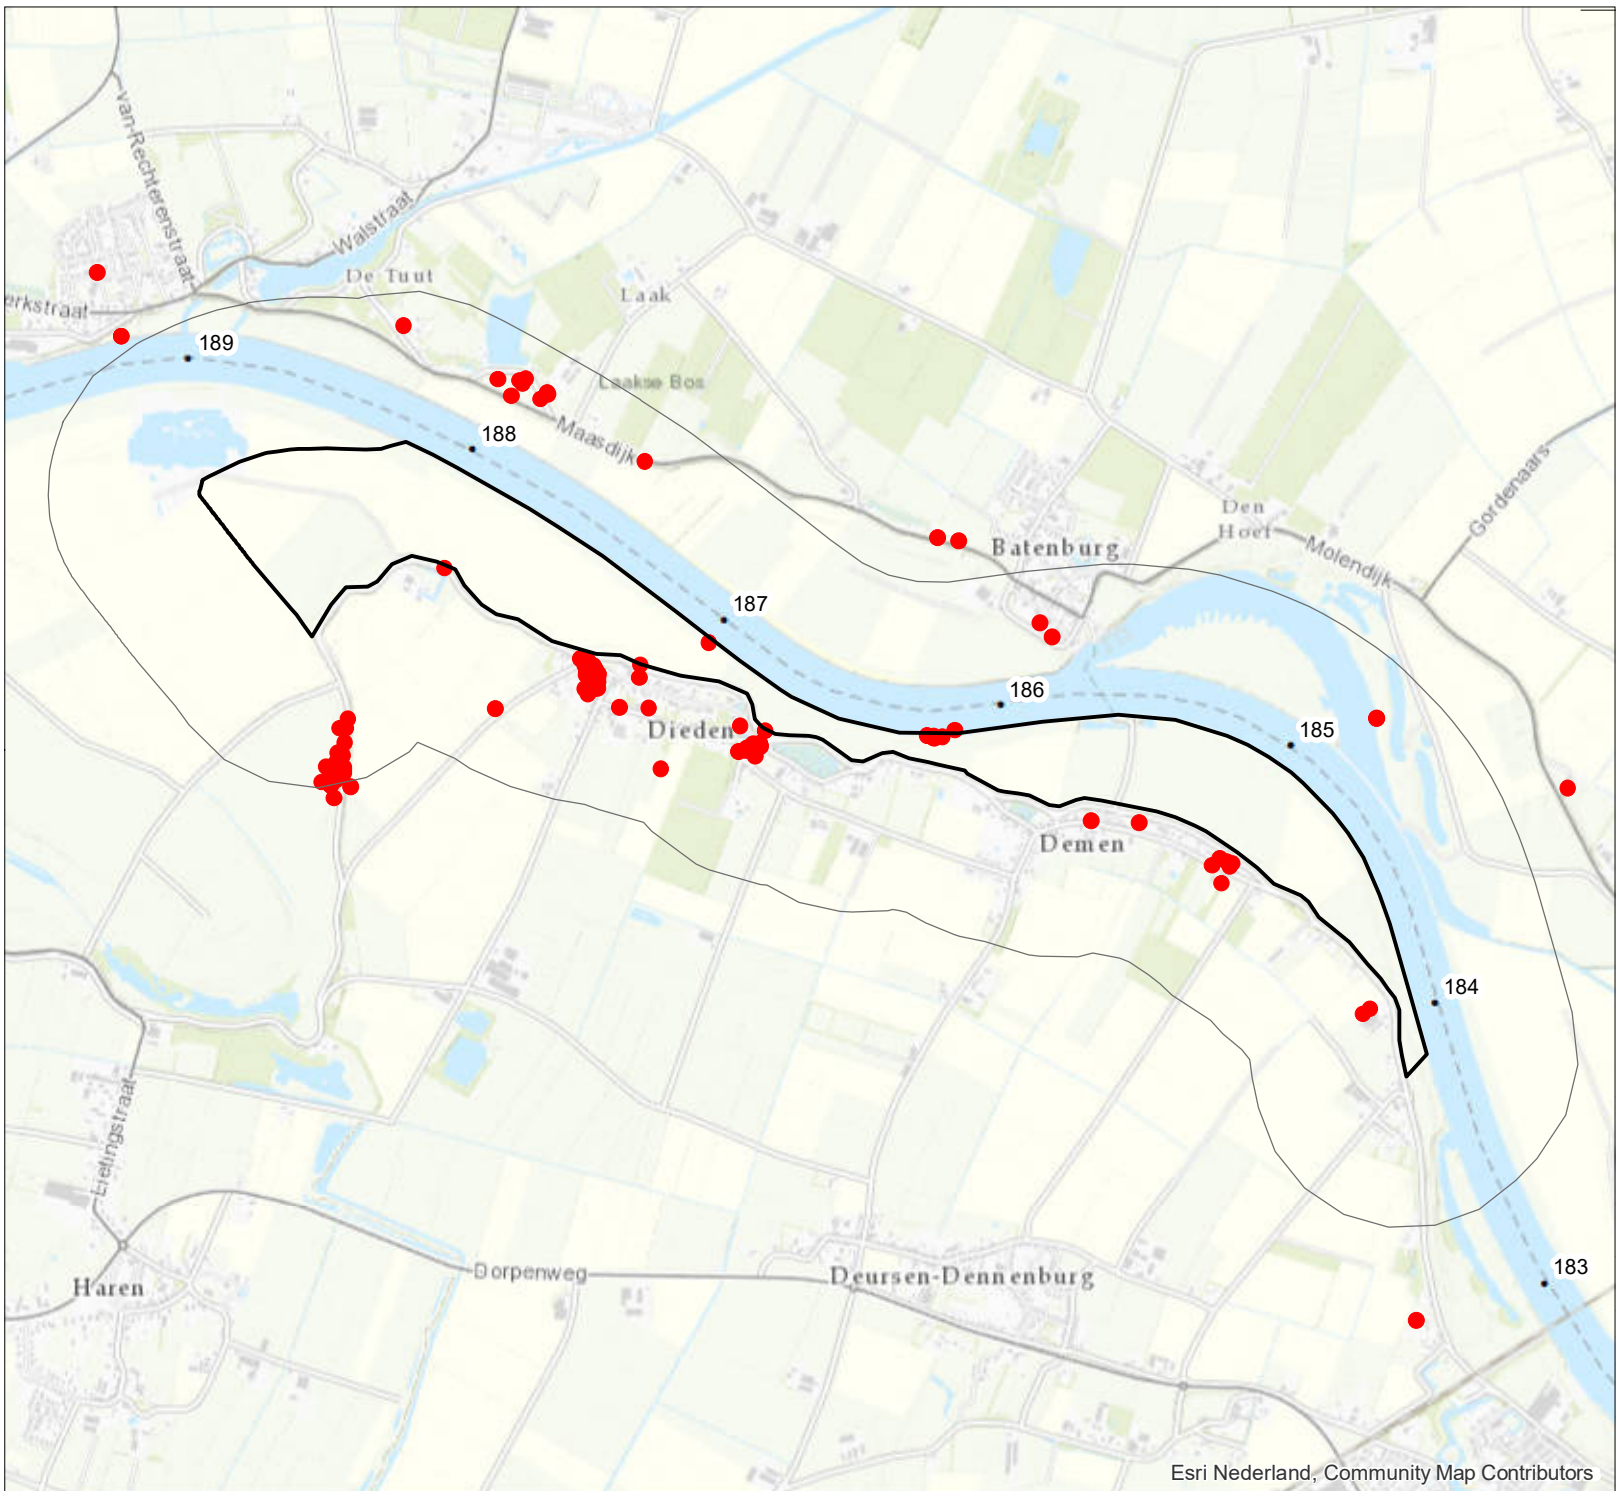 van-Rechterenstraat
Walstraat
De Tuut
Laak
erkstraat
189
Laakse Bos
188
Maasdijk
Gordenaars
Den
Hoef
Molendijk
Batenburg
187
186
185
Dieden
Demen
184
Lietingstraat
183
Dorpenweg
Deursen-Dennenburg
Haren
Esri Nederland, Community Map Contributors